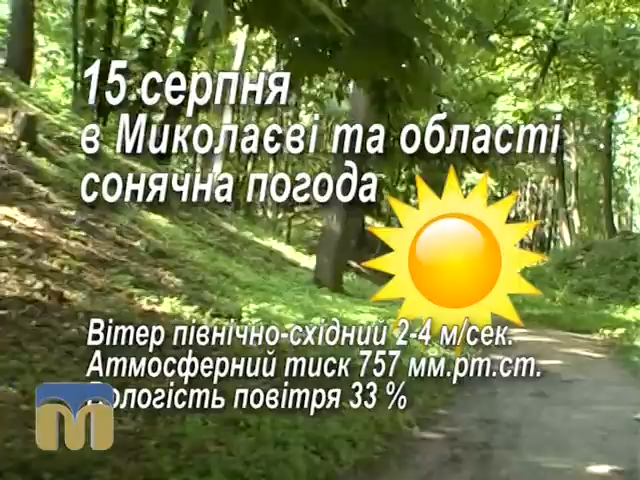 15 серпня
в Миколаєві та області
сонячна погода
Вітер північно-східний 2-4 м/сек.
Атмосферний тиск 757 мм.рт.ст.
Вологість повітря 33 %